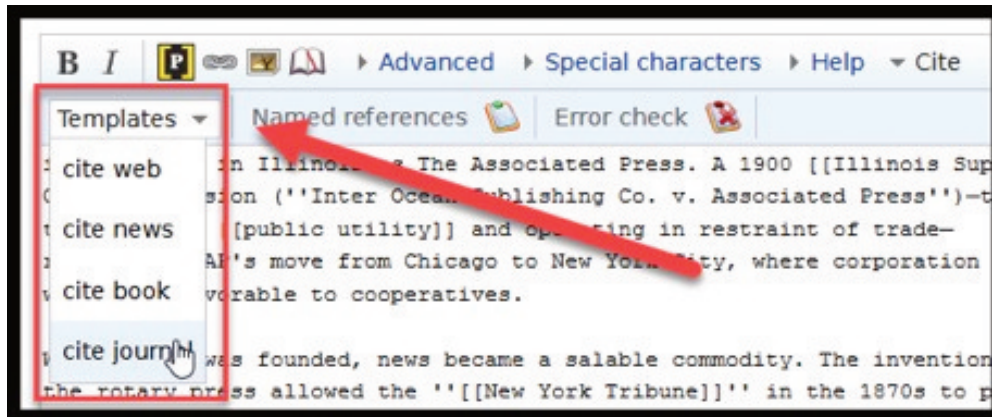 B I P Advanced Special characters Help Cite
Templates Named references Error check
cite web
cite news
cite book
cite journal
in Illinois as The Associated Press. A 1900 [[Illinois Sup
sion (''Inter Ocean Publishing Co. v. Associated Press'')—t
[[public utility]] and operating in restraint of trade—
AP's move from Chicago to New York City, where corporation
vorable to cooperatives.
was founded, news became a salable commodity. The invention
the rotary press allowed the ''[[New York Tribune]]'' in the 1870s to p